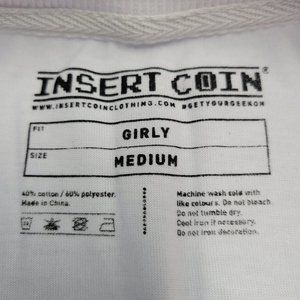 INSERT COIN®
WWW.INSERTCOINCLOTHING.COM #GETYOURGEEKON
FIT
GIRLY
SIZE
MEDIUM
40% cotton / 60% polyester.
Made in China.
Machine wash cold with
like colours. Do not bleach.
Do not tumble dry.
Cool iron if necessary.
Do not iron decoration.